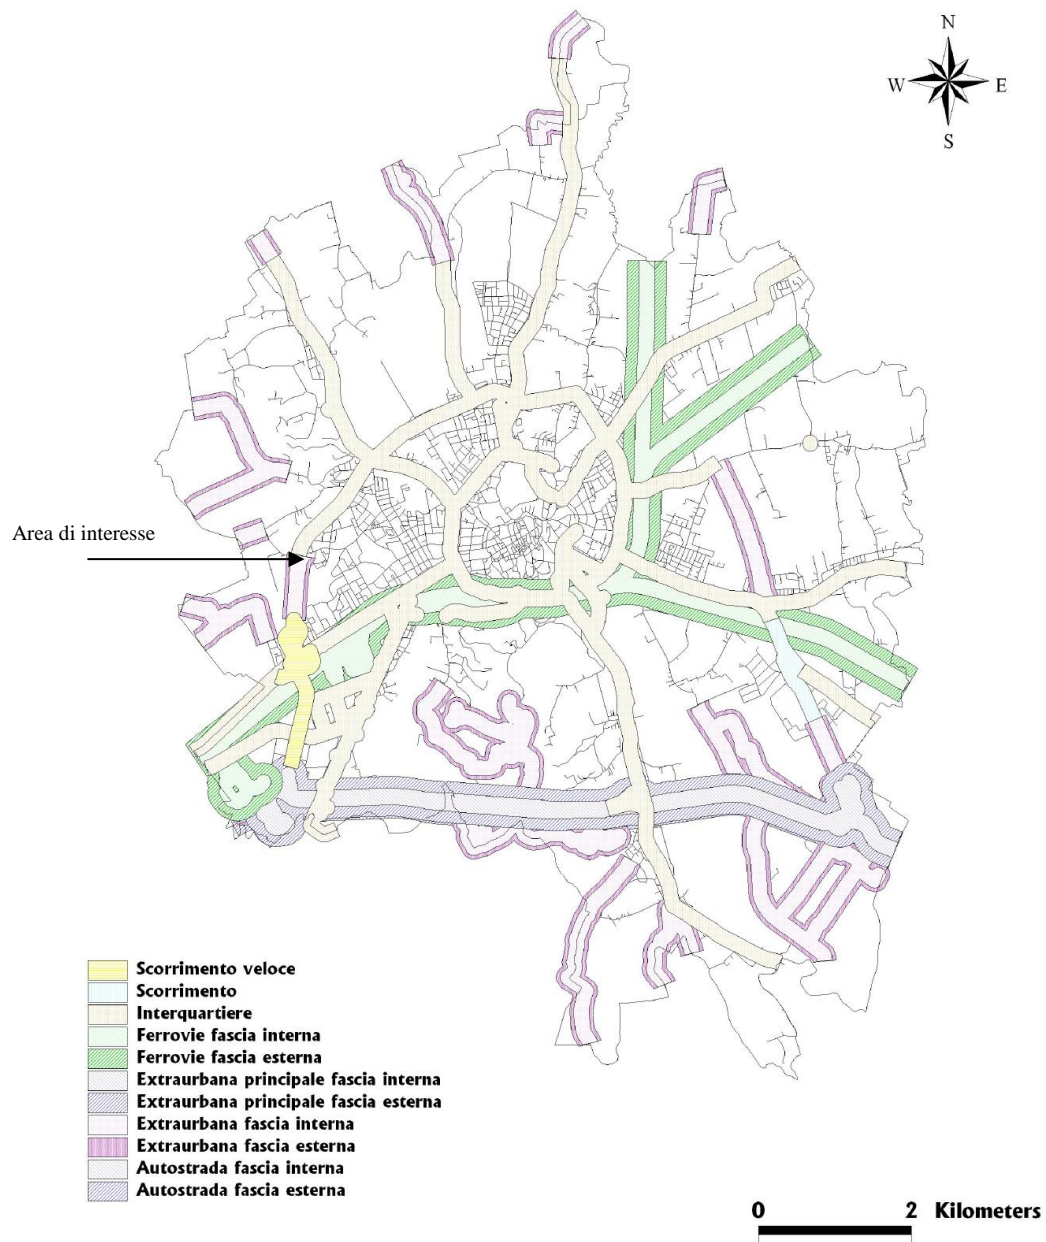 N
W
E
S
Area di interesse
Scorrimento veloce
Scorrimento
Interquartiere
Ferrovie fascia interna
Ferrovie fascia esterna
Extraurbana principale fascia interna
Extraurbana principale fascia esterna
Extraurbana fascia interna
Extraurbana fascia esterna
Autostrada fascia interna
Autostrada fascia esterna
0 2 Kilometers